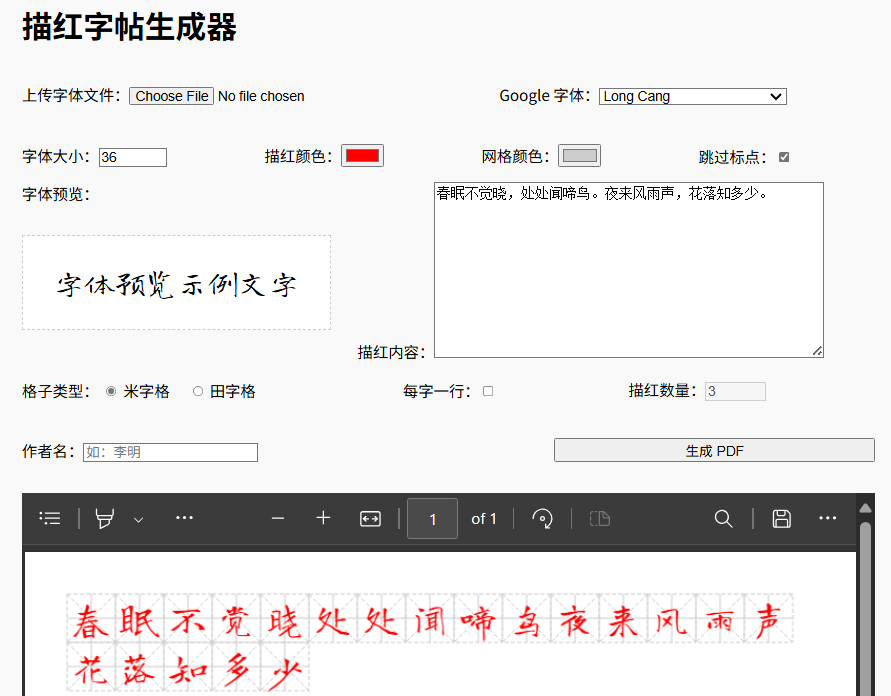 描红字帖生成器
上传字体文件： Choose File No file chosen Google 字体： Long Cang
字体大小： 36 描红颜色： 网格颜色： 跳过标点：
字体预览：
春眠不觉晓，处处闻啼鸟。夜来风雨声，花落知多少。
字体预览示例文字
描红内容：
格子类型： 米字格 田字格 每字一行： 描红数量： 3
作者名： 如：李明 生成 PDF
1 of 1
春眠不觉晓处处闻啼鸟夜来风雨声
花落知多少